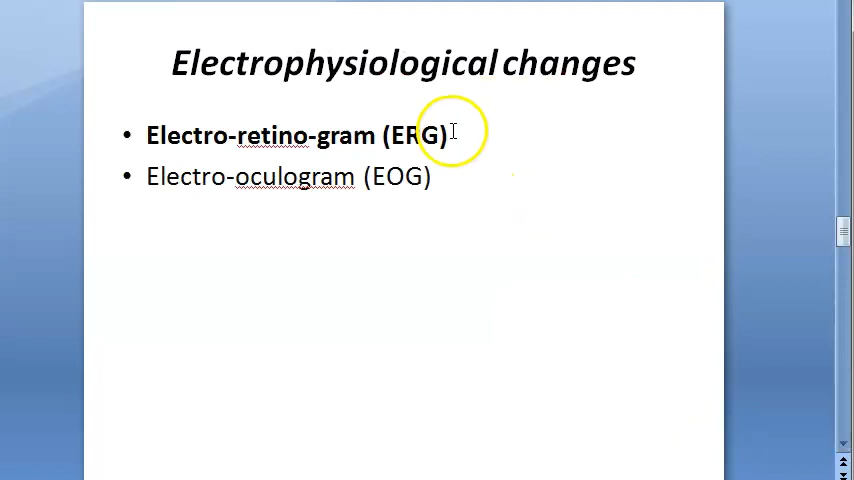 Electrophysiological changes
• Electro-retino-gram (ERG)
• Electro-oculogram (EOG)